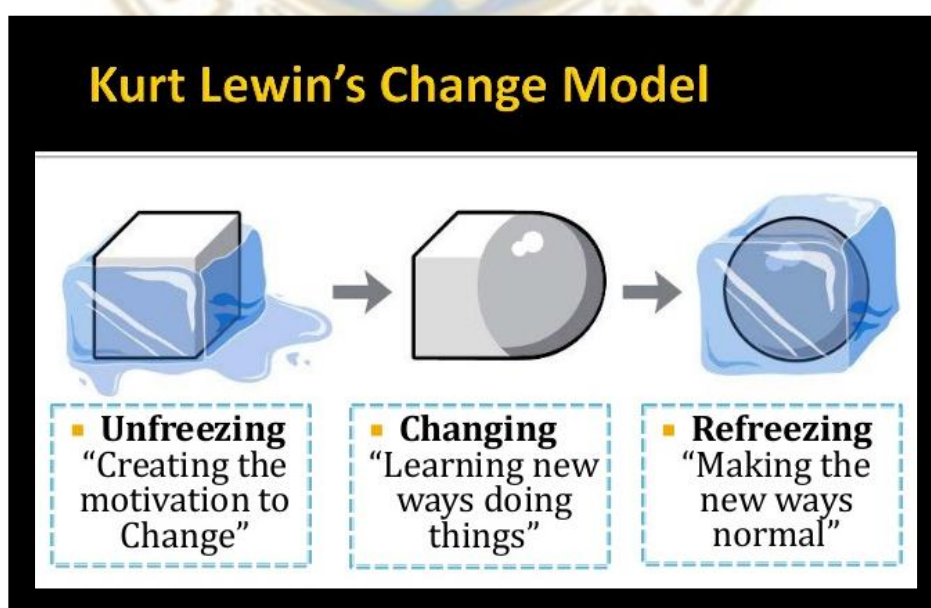 Kurt Lewin's Change Model
▪ Unfreezing
“Creating the
motivation to
Change”
▪ Changing
“Learning new
ways doing
things”
▪ Refreezing
“Making the
new ways
normal”